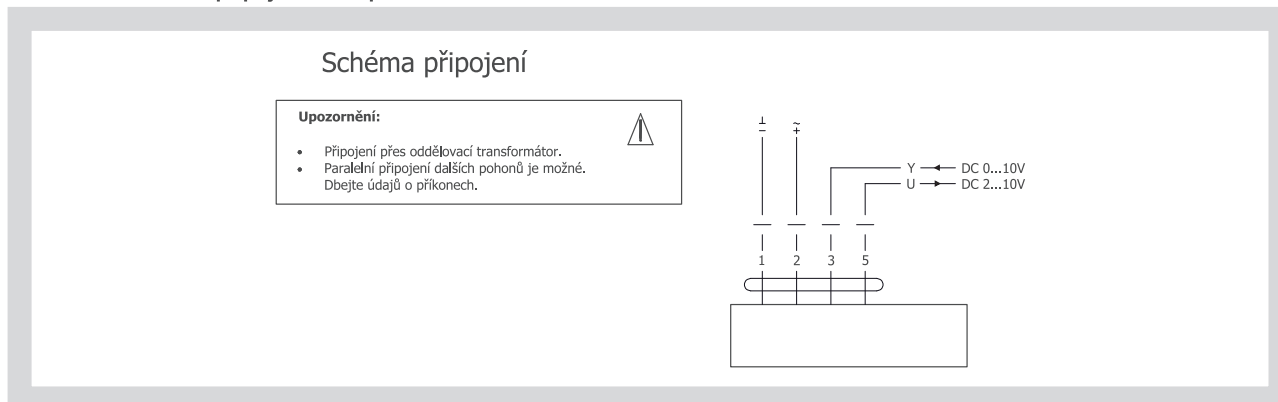 Schéma připojení
Upozornění:
• Připojení přes oddělovací transformátor.
• Paralelní připojení dalších pohonů je možné.
Dbejte údajů o příkonech.
⊥ ~
− +
Y DC 0...10V
U DC 2...10V
1 2 3 5